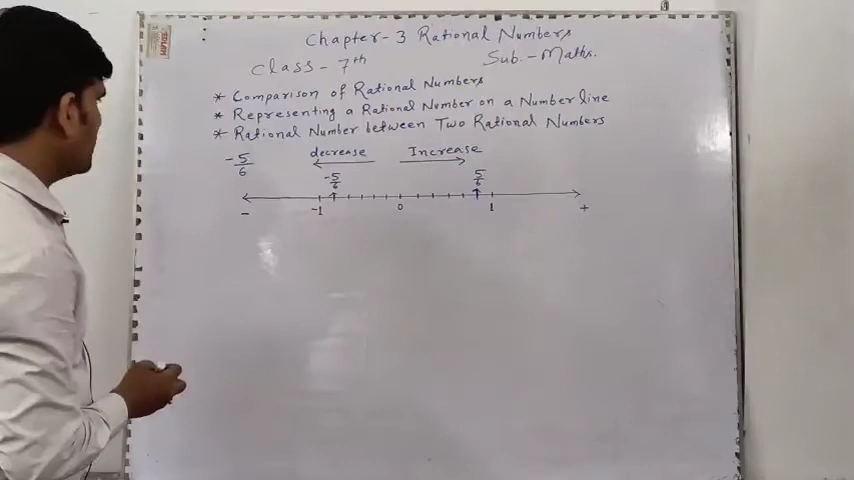 Chapter-3 Rational Numbers
Class - 7th Sub. - Maths.
* Comparison of Rational Numbers
* Representing a Rational Number on a Number line
* Rational Number between Two Rational Numbers
-5/6 decrease Increase
-5/6 5/6
- -1 0 1 +